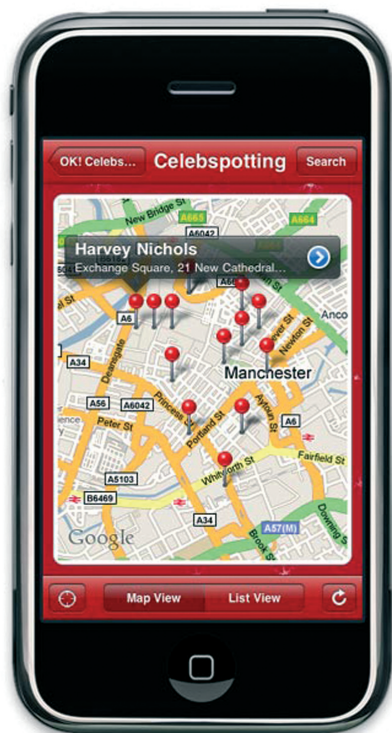 OK! Celebs...
Celebspotting
Search
New Bridge St
A665
A664
A6042
Harvey Nichols
Exchange Square, 21 New Cathedral...
A6
A34
Deansgate
Newton St
Manchester
A56
A6042
Princess
Portland St
Aytoun St
A6
Peter St
Fairfield St
A5103
Whitworth St
B6469
A34
A57(M)
Brook St
Downing St
Google
Map View
List View